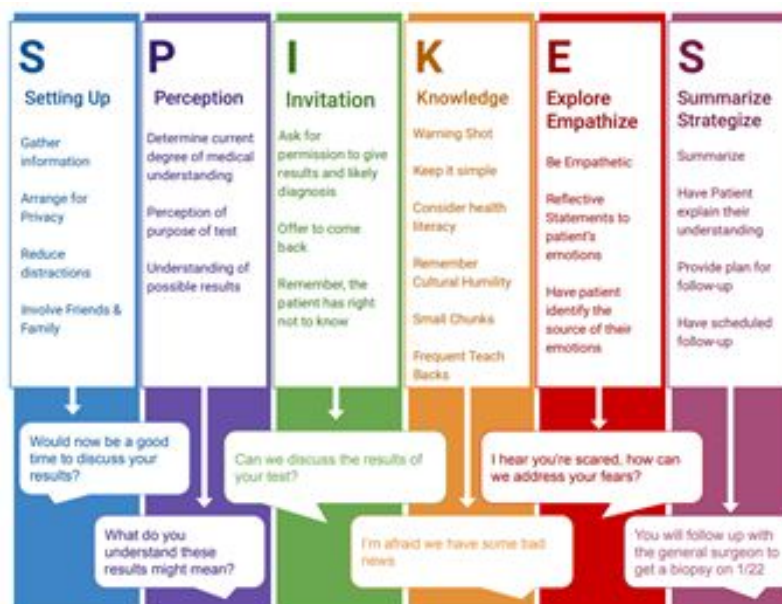 S
Setting Up
Gather
information
Arrange for
Privacy
Reduce
distractions
Involve Friends &
Family
P
Perception
Determine current
degree of medical
understanding
Perception of
purpose of test
Understanding of
possible results
I
Invitation
Ask for
permission to give
results and likely
diagnosis
Offer to come
back
Remember, the
patient has right
not to know
K
Knowledge
Warning Shot
Keep it simple
Consider health
literacy
Remember
Cultural Humility
Small Chunks
Frequent Teach
Backs
E
Explore
Empathize
Be Empathetic
Reflective
Statements to
patient's
emotions
Have patient
identify the
source of their
emotions
S
Summarize
Strategize
Summarize
Have Patient
explain their
understanding
Provide plan for
follow-up
Have scheduled
follow-up
Would now be a good
time to discuss your
results?
What do you
understand these
results might mean?
Can we discuss the results of
your test?
I'm afraid we have some bad
news
I hear you're scared, how can
we address your fears?
You will follow up with
the general surgeon to
get a biopsy on 1/22